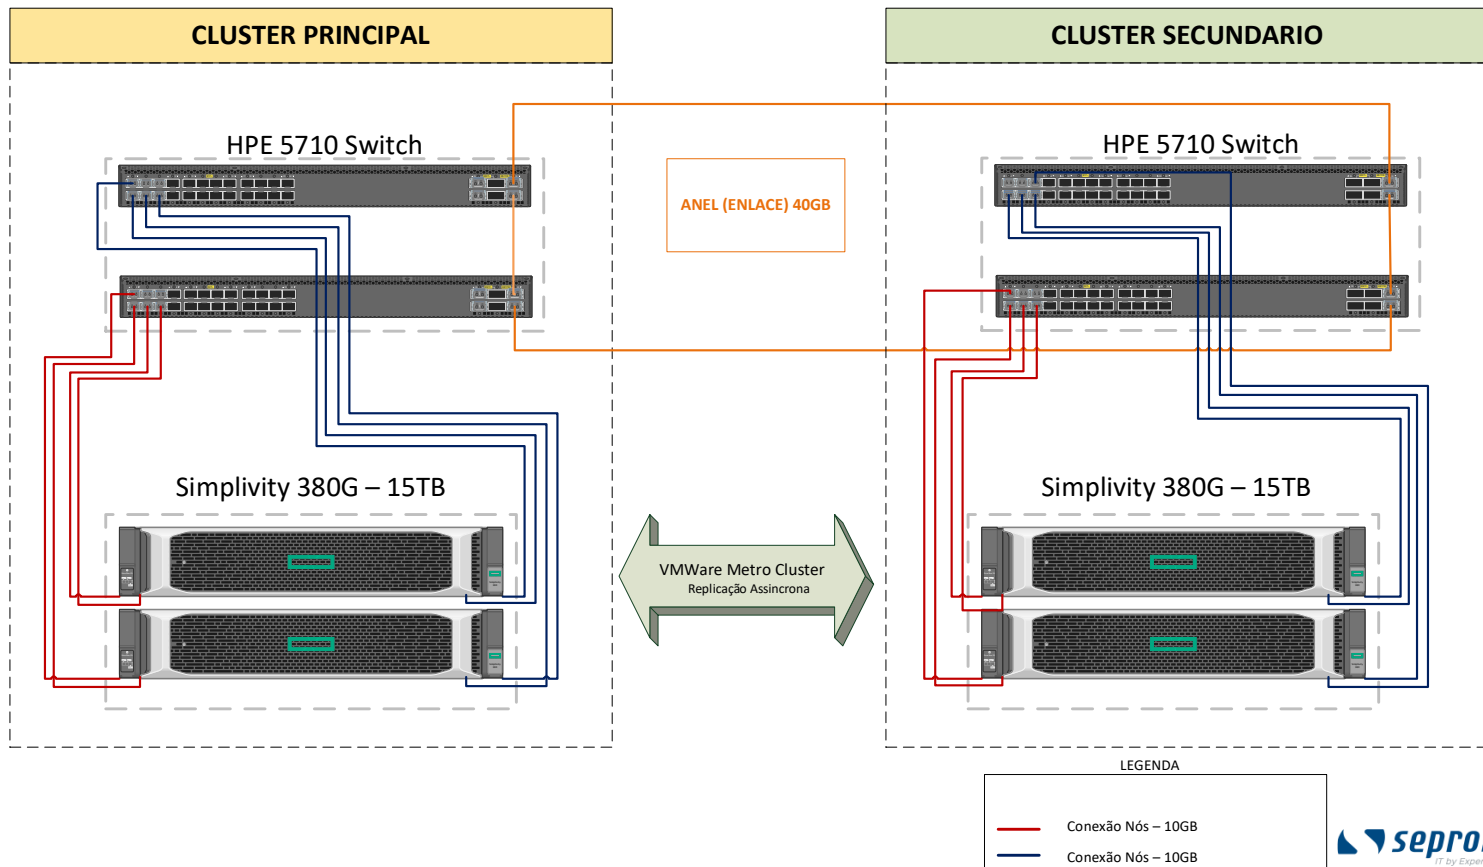 CLUSTER PRINCIPAL
CLUSTER SECUNDARIO
HPE 5710 Switch
HPE 5710 Switch
ANEL (ENLACE) 40GB
Simplivity 380G – 15TB
Simplivity 380G – 15TB
VMWare Metro Cluster
Replicação Assincrona
LEGENDA
Conexão Nós – 10GB
Conexão Nós – 10GB